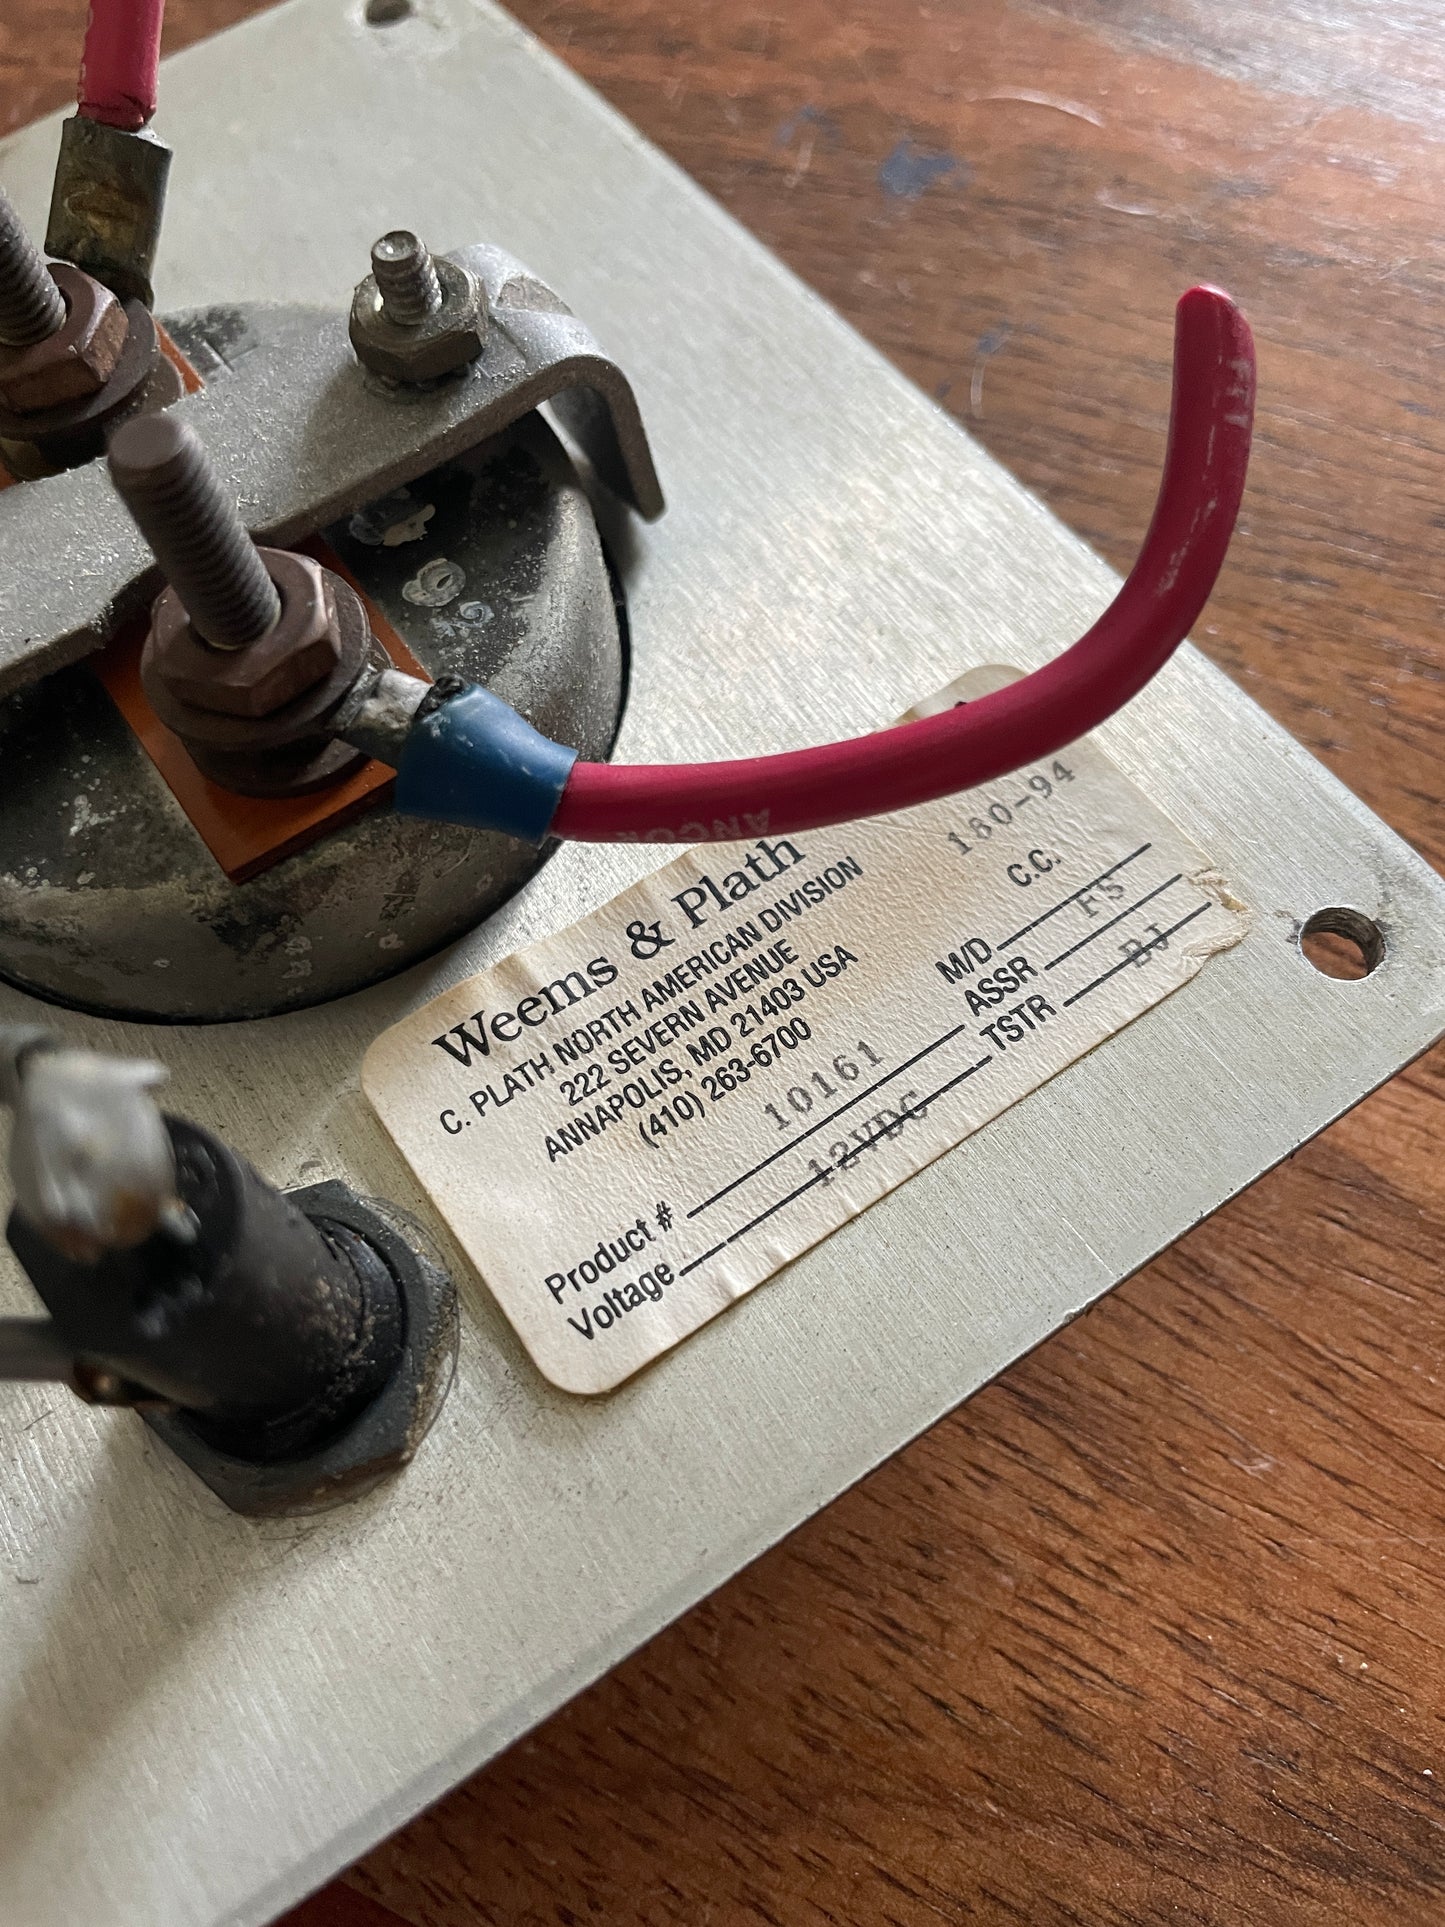 ANCOR
Weems & Plath
C. PLATH NORTH AMERICAN DIVISION
222 SEVERN AVENUE
ANNAPOLIS, MD 21403 USA
(410) 263-6700
Product # 10161
Voltage 12VDC
180-94
C.C.
M/D FS
ASSR
TSTR BJ